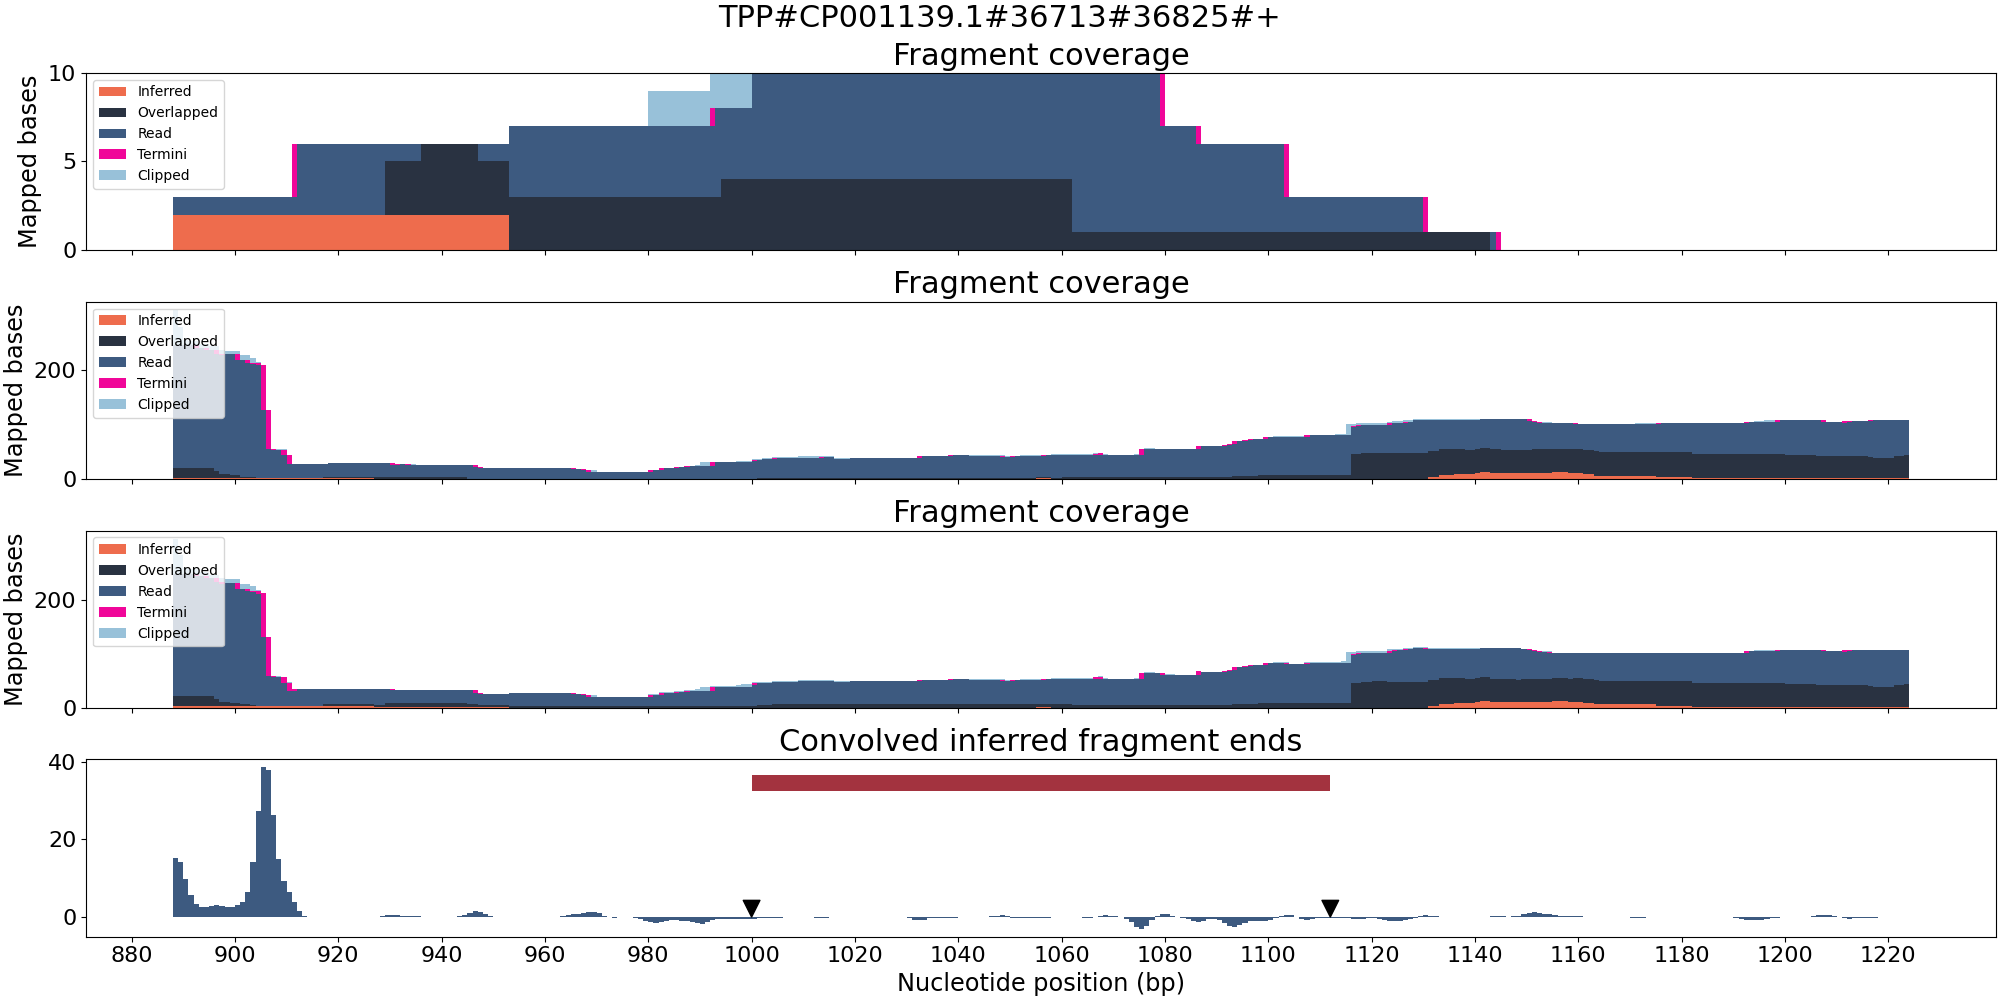 TPP#CP001139.1#36713#36825#+
Fragment coverage
Mapped bases
10
5
0
Inferred
Overlapped
Read
Termini
Clipped
Fragment coverage
Mapped bases
200
0
Inferred
Overlapped
Read
Termini
Clipped
Fragment coverage
Mapped bases
200
0
Inferred
Overlapped
Read
Termini
Clipped
Convolved inferred fragment ends
40
20
0
880 900 920 940 960 980 1000 1020 1040 1060 1080 1100 1120 1140 1160 1180 1200 1220
Nucleotide position (bp)